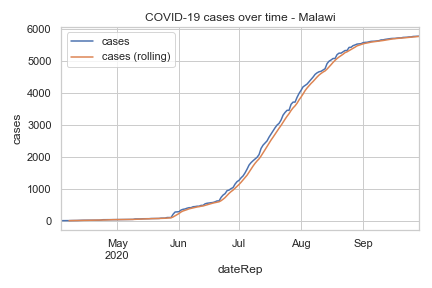 COVID-19 cases over time - Malawi
cases
cases (rolling)
6000
5000
4000
3000
2000
1000
0
cases
May
2020
Jun
Jul
Aug
Sep
dateRep